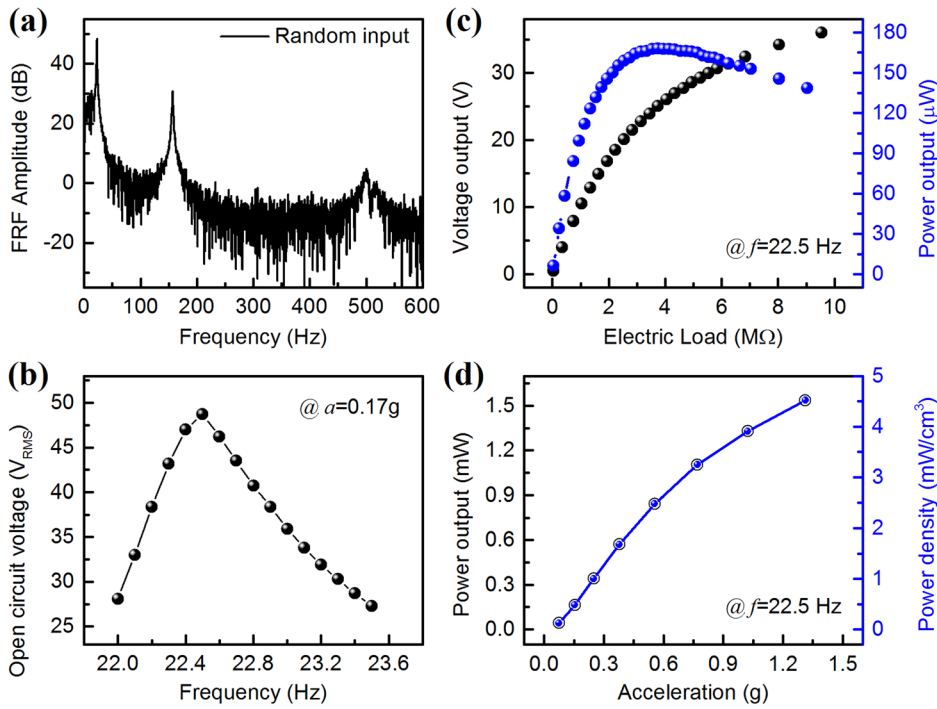 (a)
Random input
FRF Amplitude (dB)
40
20
0
-20
0 100 200 300 400 500 600
Frequency (Hz)
(c)
Voltage output (V)
30
20
10
0
180
150
120
90
60
30
0
Power output (μW)
@ f=22.5 Hz
0 2 4 6 8 10
Electric Load (MΩ)
(b)
@ a=0.17g
Open circuit voltage (VRMS)
50
45
40
35
30
25
22.0 22.4 22.8 23.2 23.6
Frequency (Hz)
(d)
Power output (mW)
1.5
1.2
0.9
0.6
0.3
0.0
5
4
3
2
1
0
Power density (mW/cm³)
@ f=22.5 Hz
0.0 0.3 0.6 0.9 1.2 1.5
Acceleration (g)